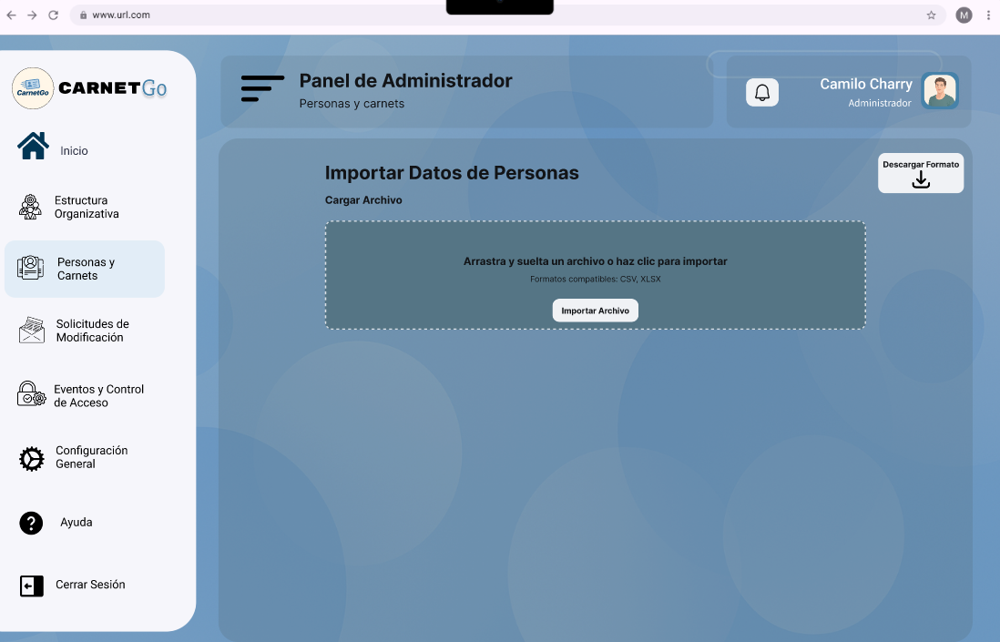 www.url.com
M
CarnetGo
CARNETGo
Inicio
Estructura
Organizativa
Personas y
Carnets
Solicitudes de
Modificación
Eventos y Control
de Acceso
Configuración
General
?
Ayuda
Cerrar Sesión
Panel de Administrador
Personas y carnets
Camilo Charry
Administrador
Importar Datos de Personas
Cargar Archivo
Descargar Formato
Arrastra y suelta un archivo o haz clic para importar
Formatos compatibles: CSV, XLSX
Importar Archivo